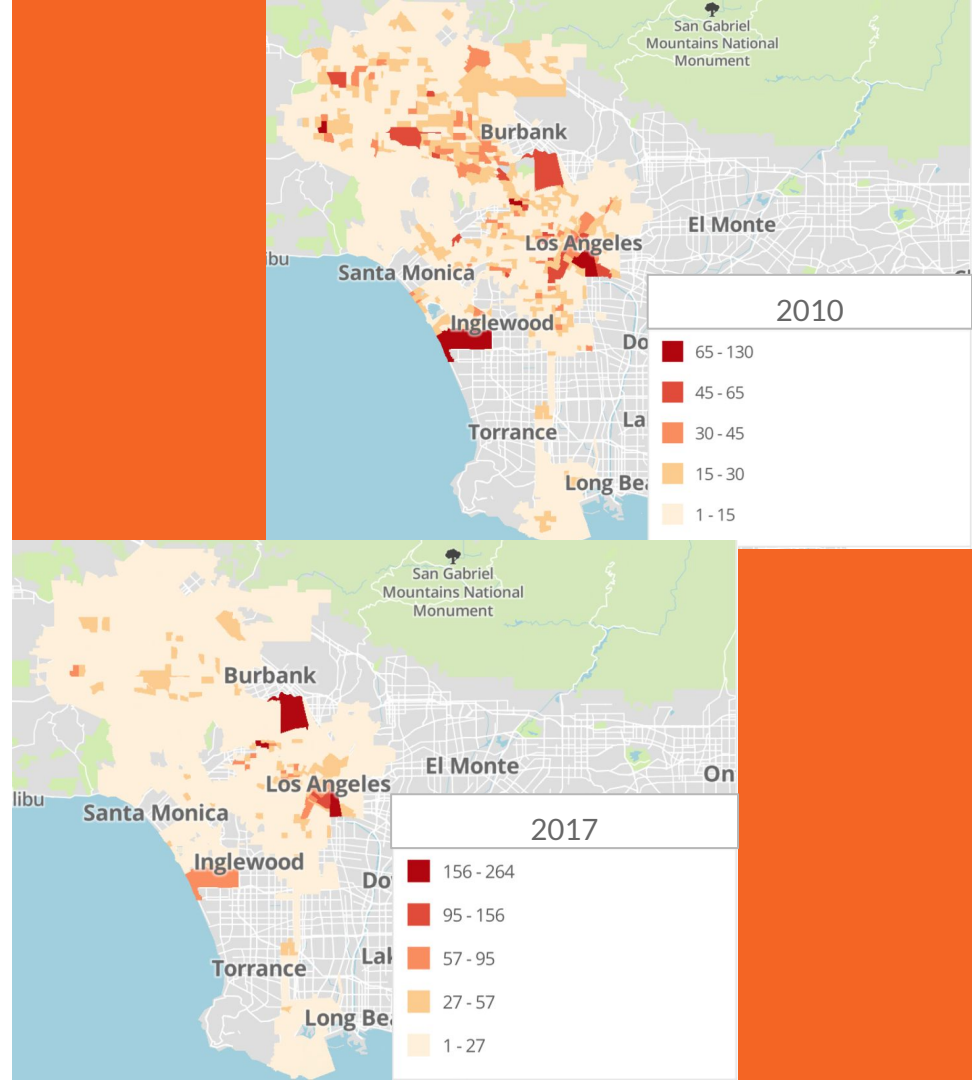 San Gabriel
Mountains National
Monument
Burbank
El Monte
Los Angeles
ibu
Santa Monica
Inglewood
2010
Do
65 - 130
45 - 65
La
30 - 45
Torrance
15 - 30
Long Bea
1 - 15
San Gabriel
Mountains National
Monument
Burbank
El Monte
On
Los Angeles
libu
Santa Monica
2017
Inglewood
156 - 264
Do
95 - 156
Lak
57 - 95
Torrance
27 - 57
Long Bea
1 - 27